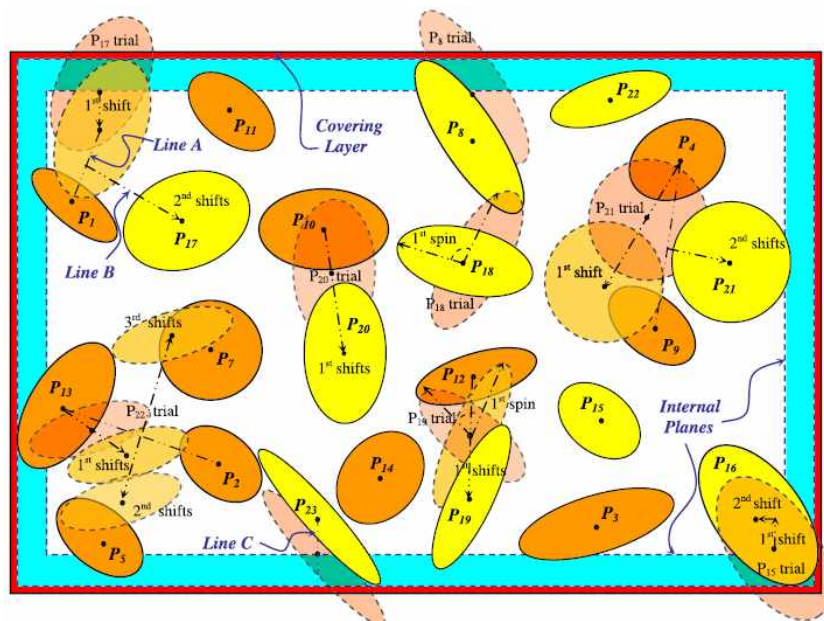 P17 trial
P8 trial
1st shift
P22
P11
P8
P4
Line A
Covering
Layer
P1
2nd shifts
P17
P10
P21 trial
1st spin
P18
2nd shifts
Line B
P20 trial
1st shift
P21
P18 trial
3rd shifts
P20
P9
P7
1st shifts
P13
P12
P22 trial
1st spin
P15
Internal
Planes
P19 trial
1st shifts
P2
P14
1st shifts
P16
2nd shifts
P23
P19
P3
2nd shift
P5
Line C
1st shift
P15 trial